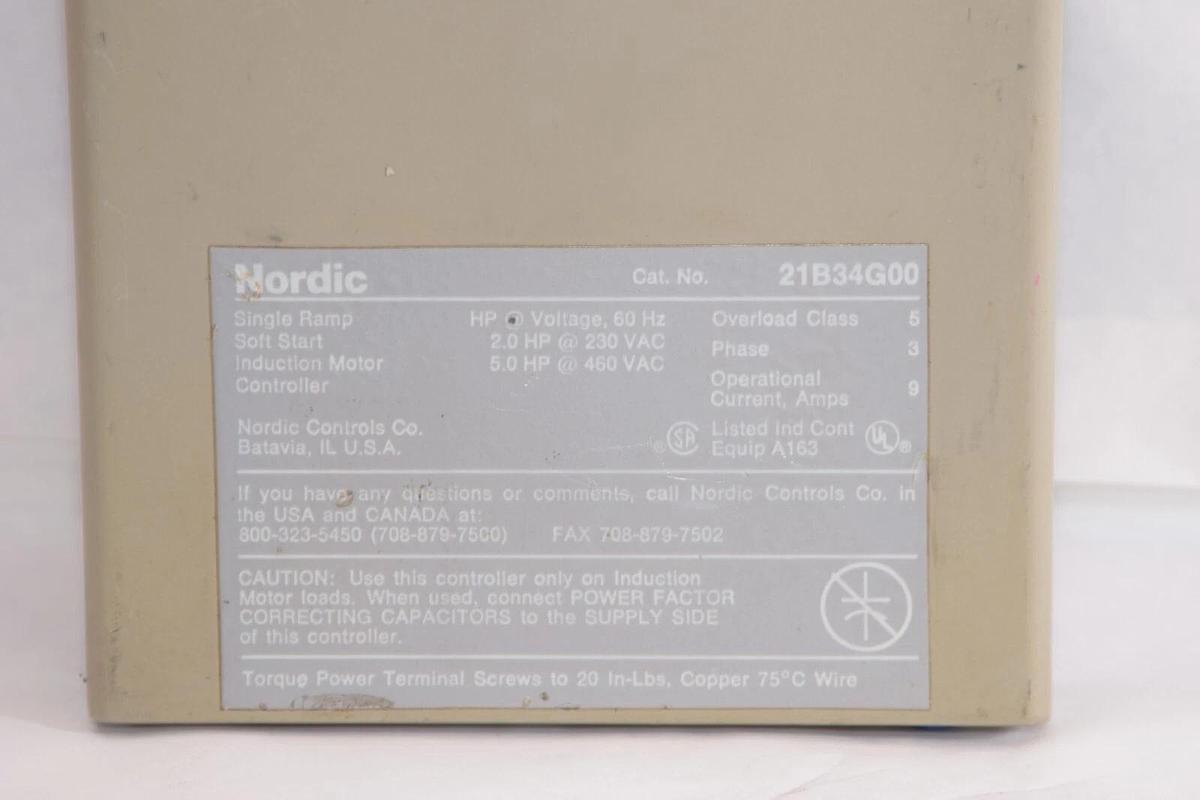 Nordic Cat. No. 21B34G00
Single Ramp HP @ Voltage, 60 Hz Overload Class 5
Soft Start 2.0 HP @ 230 VAC
Induction Motor 5.0 HP @ 460 VAC Phase 3
Controller Operational
Current, Amps 9
Nordic Controls Co. ® SA Listed Ind Cont UL ®
Batavia, IL U.S.A. Equip A163
If you have any questions or comments, call Nordic Controls Co. in
the USA and CANADA at:
800-323-5450 (708-879-7500) FAX 708-879-7502
CAUTION: Use this controller only on Induction
Motor loads. When used, connect POWER FACTOR
CORRECTING CAPACITORS to the SUPPLY SIDE
of this controller.
Torque Power Terminal Screws to 20 In-Lbs, Copper 75°C Wire